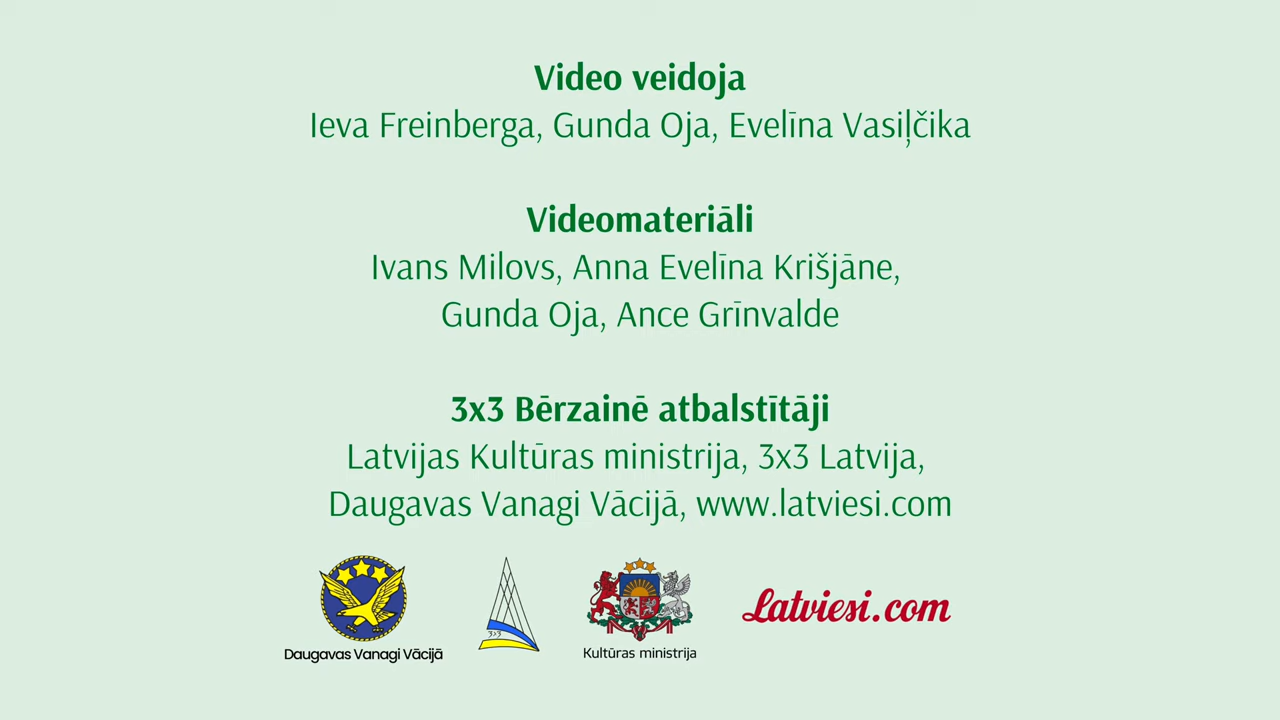 Video veidoja
Ieva Freinberga, Gunda Oja, Evelīna Vasiļčika
Videomateriāli
Ivans Milovs, Anna Evelīna Krišjāne,
Gunda Oja, Ance Grīnvalde
3x3 Bērzainē atbalstītāji
Latvijas Kultūras ministrija, 3x3 Latvija,
Daugavas Vanagi Vācijā, www.latviesi.com
3x3
Latviesi.com
Daugavas Vanagi Vācijā
Kultūras ministrija